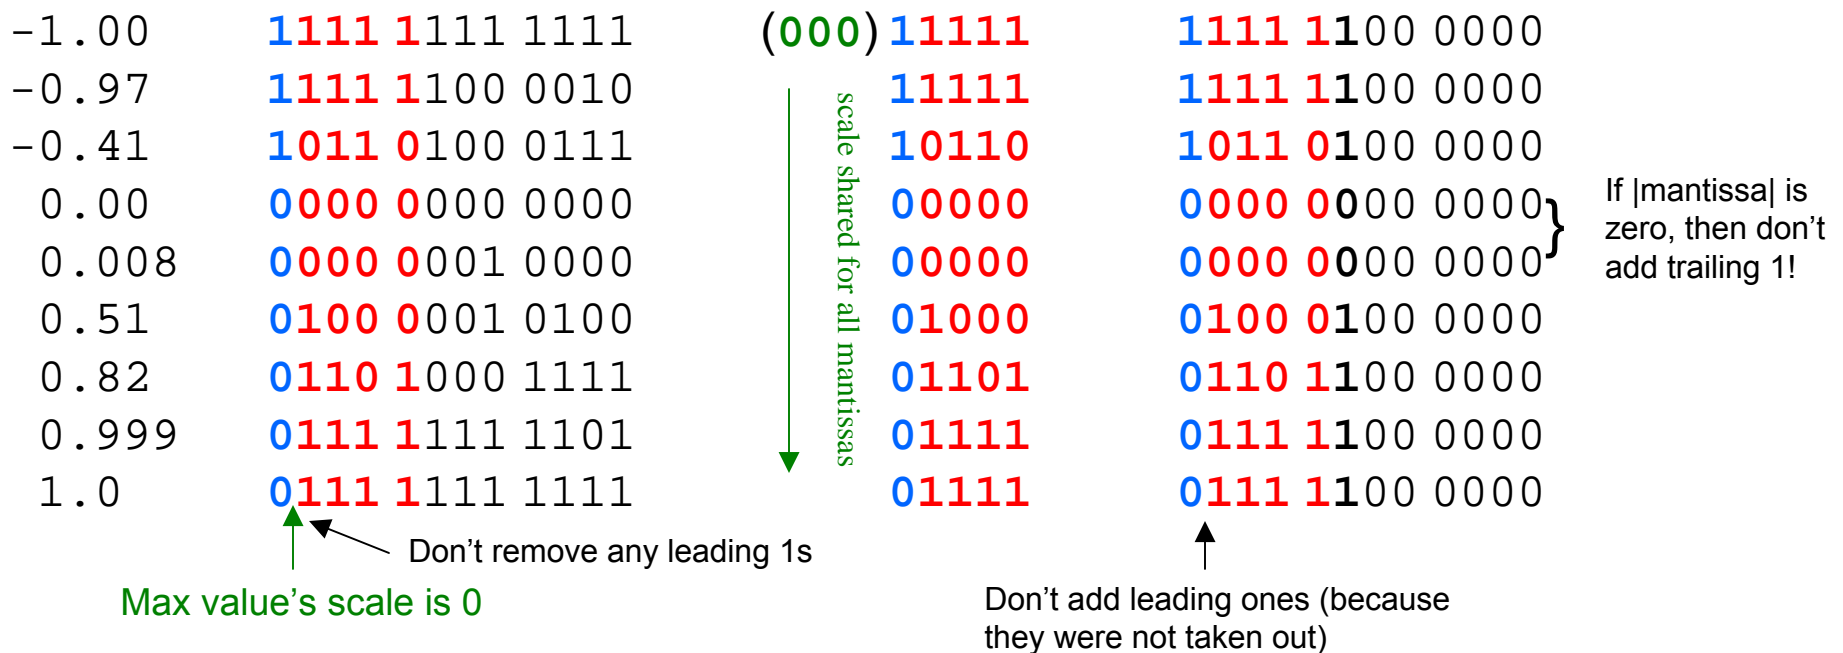 -1.00 1111 1111 1111 (000) 11111 1111 1100 0000
-0.97 1111 1100 0010 11111 1111 1100 0000
-0.41 1011 0100 0111 10110 1011 0100 0000
0.00 0000 0000 0000 00000 0000 0000 0000
0.008 0000 0001 0000 00000 0000 0000 0000
0.51 0100 0001 0100 01000 0100 0100 0000
0.82 0110 1000 1111 01101 0110 1100 0000
0.999 0111 1111 1101 01111 0111 1100 0000
1.0 0111 1111 1111 01111 0111 1100 0000
scale shared for all mantissas
}
If |mantissa| is
zero, then don't
add trailing 1!
Don't remove any leading 1s
Max value's scale is 0
Don't add leading ones (because
they were not taken out)